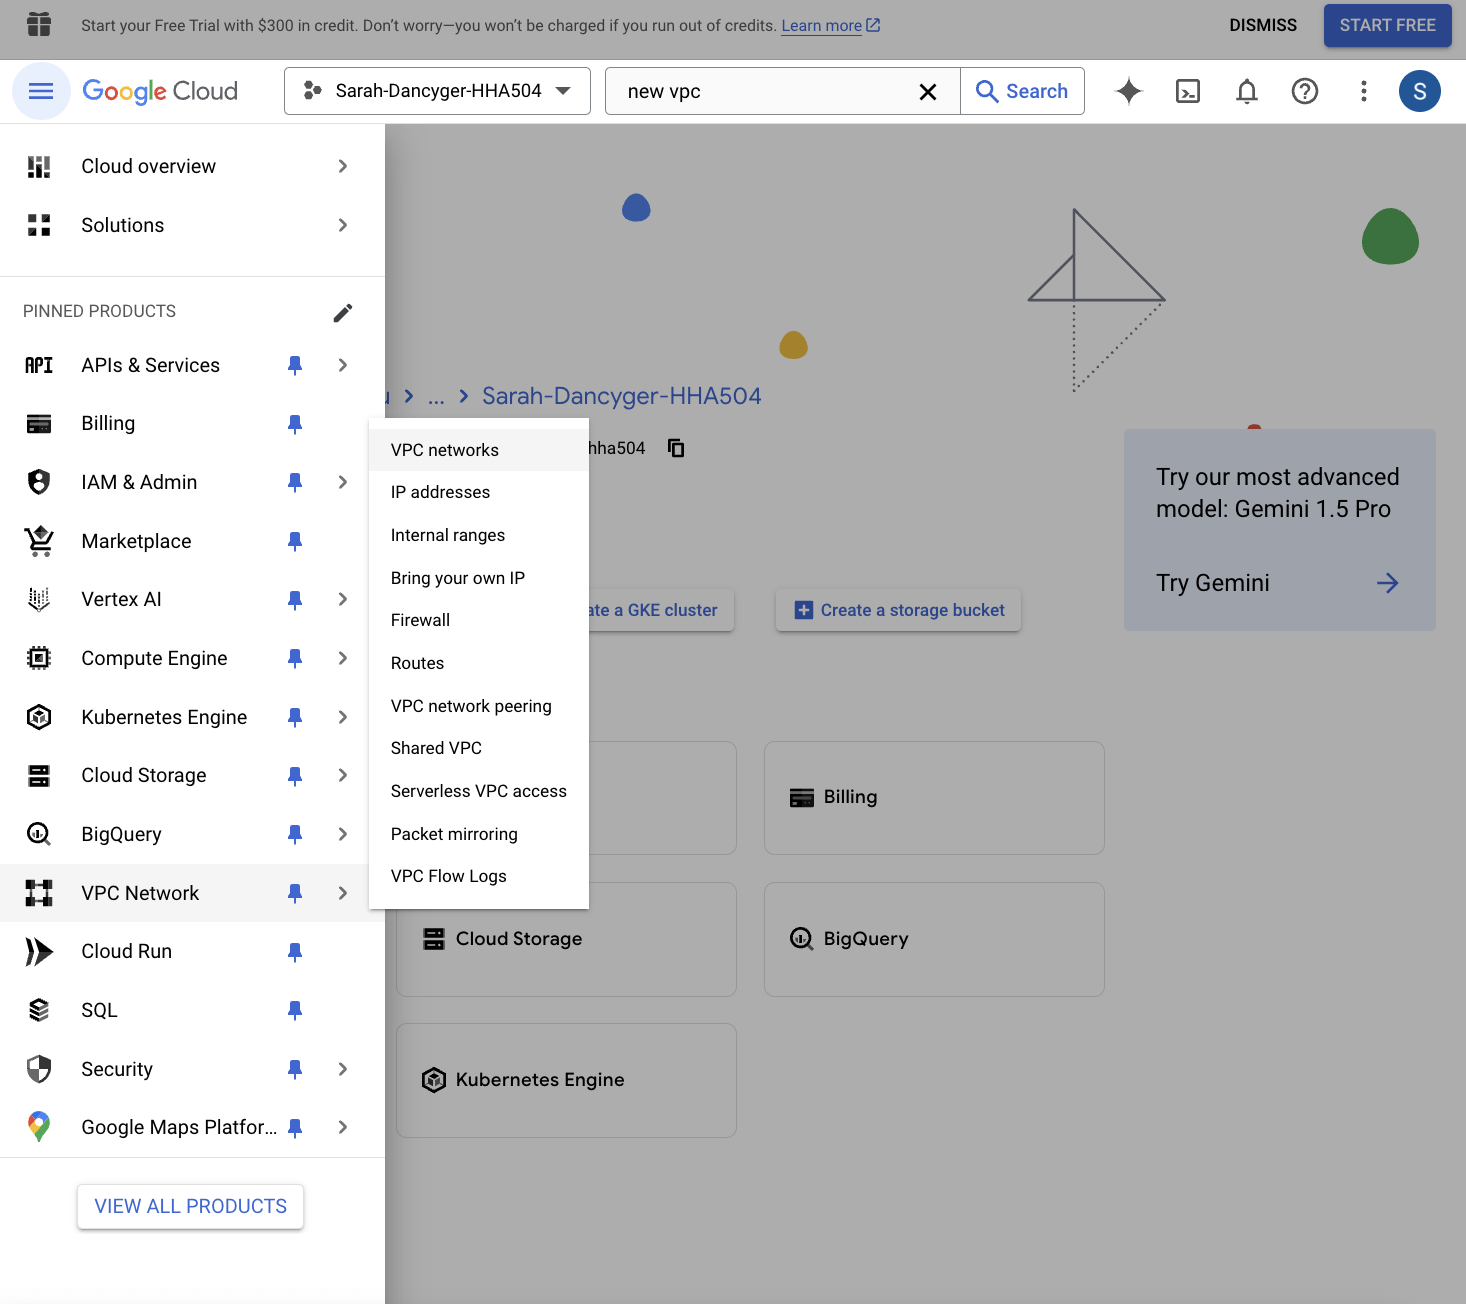 Start your Free Trial with $300 in credit. Don't worry—you won't be charged if you run out of credits. Learn more
DISMISS
START FREE
Google Cloud
Sarah-Dancyger-HHA504
new vpc
Search
S
Cloud overview
Solutions
PINNED PRODUCTS
API APIs & Services
Billing
IAM & Admin
Marketplace
Vertex AI
Compute Engine
Kubernetes Engine
Cloud Storage
BigQuery
VPC Network
Cloud Run
SQL
Security
Google Maps Platfor...
VIEW ALL PRODUCTS
VPC networks
IP addresses
Internal ranges
Bring your own IP
Firewall
Routes
VPC network peering
Shared VPC
Serverless VPC access
Packet mirroring
VPC Flow Logs
... Sarah-Dancyger-HHA504
hha504
ate a GKE cluster
Create a storage bucket
Try our most advanced
model: Gemini 1.5 Pro
Try Gemini
Billing
Cloud Storage
BigQuery
Kubernetes Engine